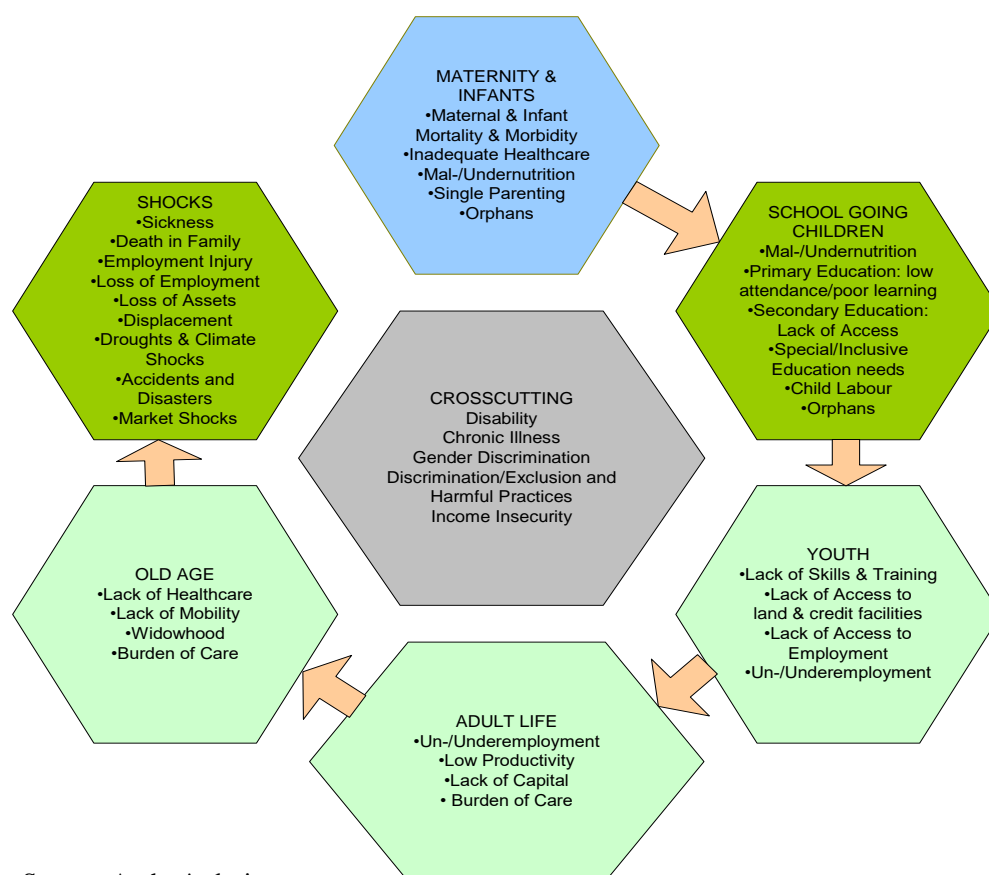 MATERNITY &
INFANTS
•Maternal & Infant
Mortality & Morbidity
•Inadequate Healthcare
•Mal-/Undernutrition
•Single Parenting
•Orphans
SCHOOL GOING
CHILDREN
•Mal-/Undernutrition
•Primary Education: low
attendance/poor learning
•Secondary Education:
Lack of Access
•Special/Inclusive
Education needs
•Child Labour
•Orphans
YOUTH
•Lack of Skills & Training
•Lack of Access to
land & credit facilities
•Lack of Access to
Employment
•Un-/Underemployment
ADULT LIFE
•Un-/Underemployment
•Low Productivity
•Lack of Capital
• Burden of Care
OLD AGE
•Lack of Healthcare
•Lack of Mobility
•Widowhood
•Burden of Care
SHOCKS
•Sickness
•Death in Family
•Employment Injury
•Loss of Employment
•Loss of Assets
•Displacement
•Droughts & Climate
Shocks
•Accidents and
Disasters
•Market Shocks
CROSSCUTTING
Disability
Chronic Illness
Gender Discrimination
Discrimination/Exclusion and
Harmful Practices
Income Insecurity